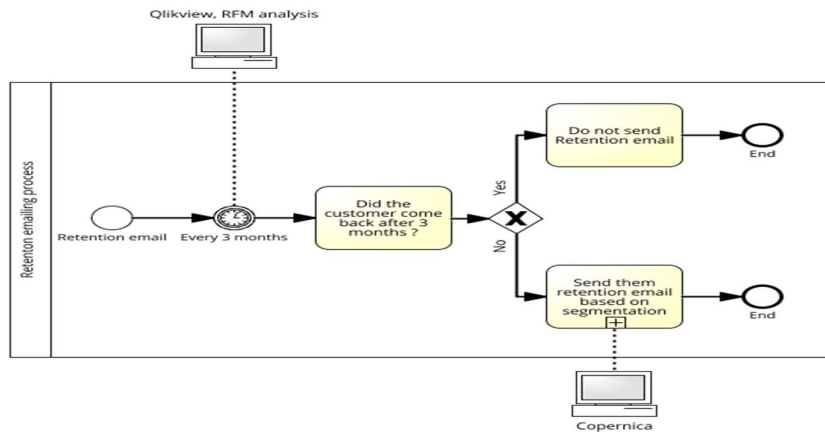 Qlikview, RFM analysis
Retenton emailing process
Retention email
Every 3 months
Did the
customer come
back after 3
months ?
Yes
No
Do not send
Retention email
End
Send them
retention email
based on
segmentation
End
Copernica